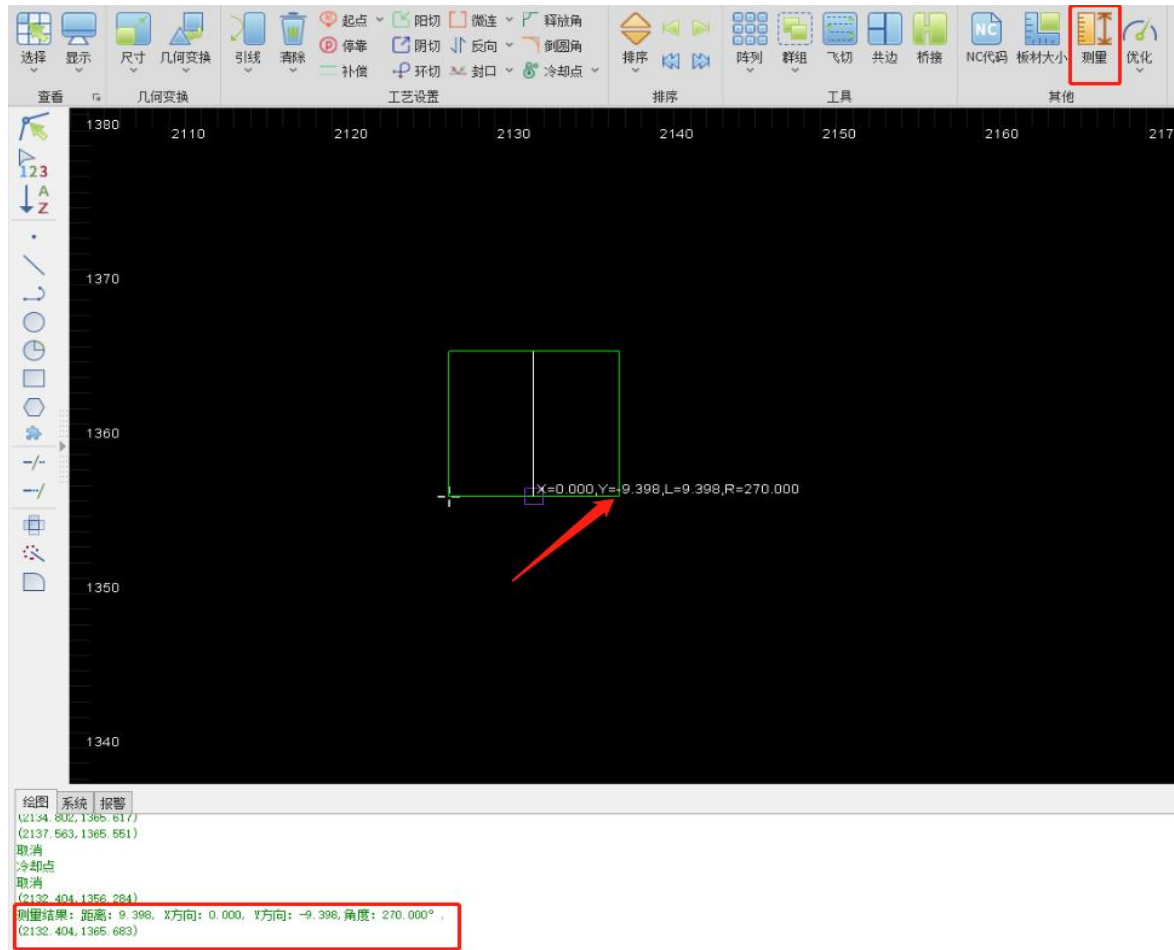 起点 阳切 微连 释放角
选择 显示 尺寸 几何变换 引线 清除 停靠 阴切 反向 倒圆角 排序 阵列 群组 飞切 共边 桥接 NC NC代码 板材大小 测量 优化
补偿 环切 封口 冷却点
查看 几何变换 工艺设置 排序 工具 其他
1380
2110 2120 2130 2140 2150 2160 217
123
A
Z
1370
1360
X=0.000,Y=-9.398,L=9.398,R=270.000
1350
1340
绘图 系统 报警
(2134.802,1365.617)
(2137.563,1365.551)
取消
冷却点
取消
(2132.404,1356.284)
测量结果: 距离: 9.398, X方向: 0.000, Y方向: -9.398,角度: 270.000° .
(2132.404,1365.683)